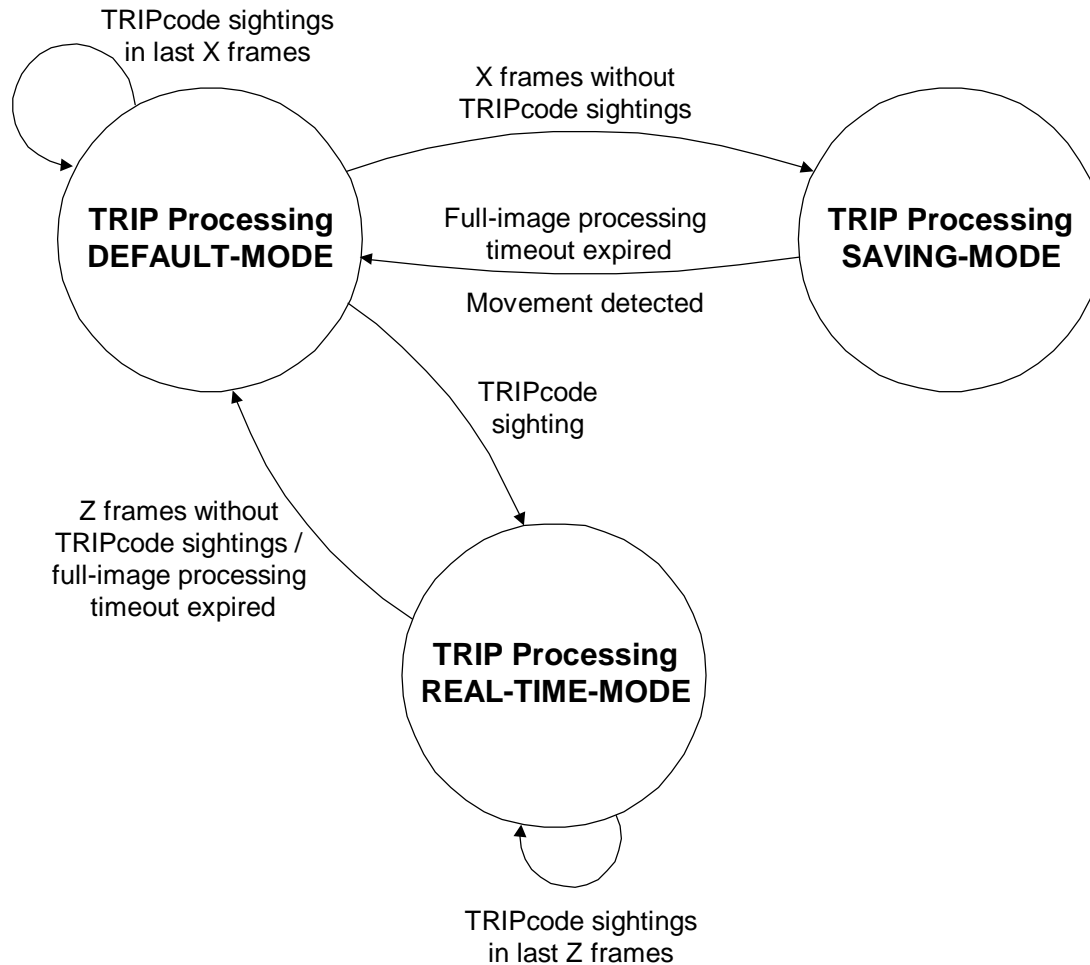 TRIPcode sightings
in last X frames
X frames without
TRIPcode sightings
TRIP Processing
DEFAULT-MODE
Full-image processing
timeout expired
Movement detected
TRIP Processing
SAVING-MODE
TRIPcode
sighting
Z frames without
TRIPcode sightings /
full-image processing
timeout expired
TRIP Processing
REAL-TIME-MODE
TRIPcode sightings
in last Z frames